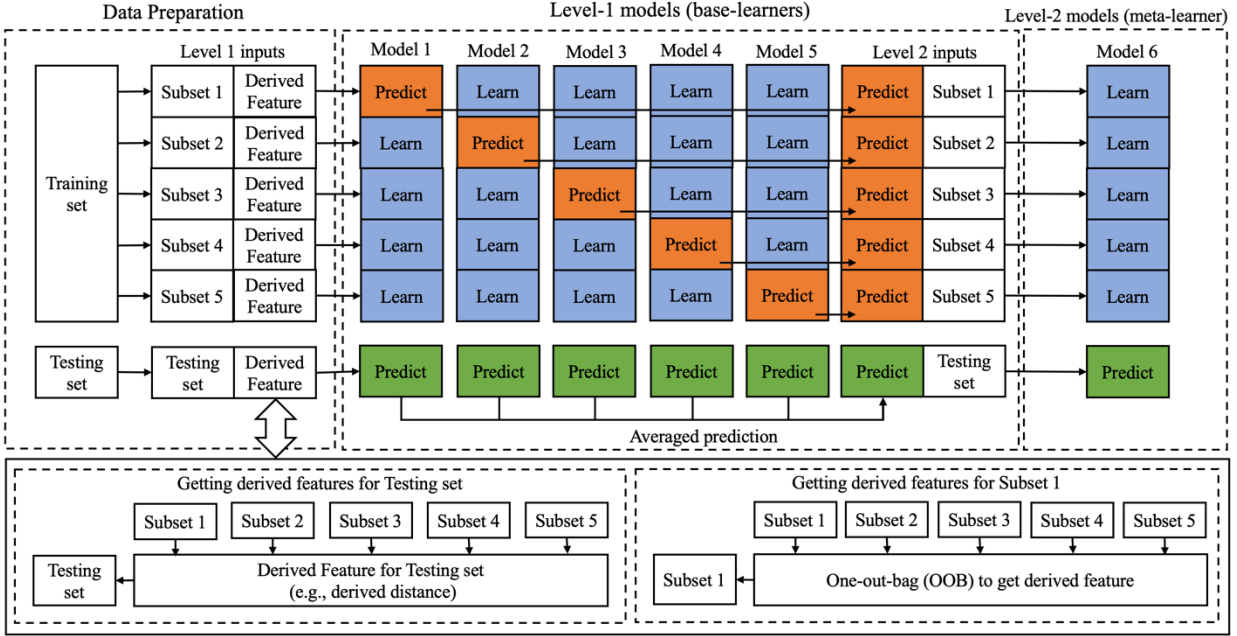 Data Preparation
Level-1 models (base-learners)
Level-2 models (meta-learner)
Level 1 inputs
Model 1
Model 2
Model 3
Model 4
Model 5
Level 2 inputs
Model 6
Training
set
Subset 1
Derived
Feature
Predict
Learn
Learn
Learn
Learn
Predict
Subset 1
Learn
Subset 2
Derived
Feature
Learn
Predict
Learn
Learn
Learn
Predict
Subset 2
Learn
Subset 3
Derived
Feature
Learn
Learn
Predict
Learn
Learn
Predict
Subset 3
Learn
Subset 4
Derived
Feature
Learn
Learn
Learn
Predict
Learn
Predict
Subset 4
Learn
Subset 5
Derived
Feature
Learn
Learn
Learn
Learn
Predict
Predict
Subset 5
Learn
Testing
set
Testing
set
Derived
Feature
Predict
Predict
Predict
Predict
Predict
Predict
Testing
set
Predict
Averaged prediction
Getting derived features for Testing set
Subset 1
Subset 2
Subset 3
Subset 4
Subset 5
Testing
set
Derived Feature for Testing set
(e.g., derived distance)
Getting derived features for Subset 1
Subset 1
Subset 2
Subset 3
Subset 4
Subset 5
Subset 1
One-out-bag (OOB) to get derived feature